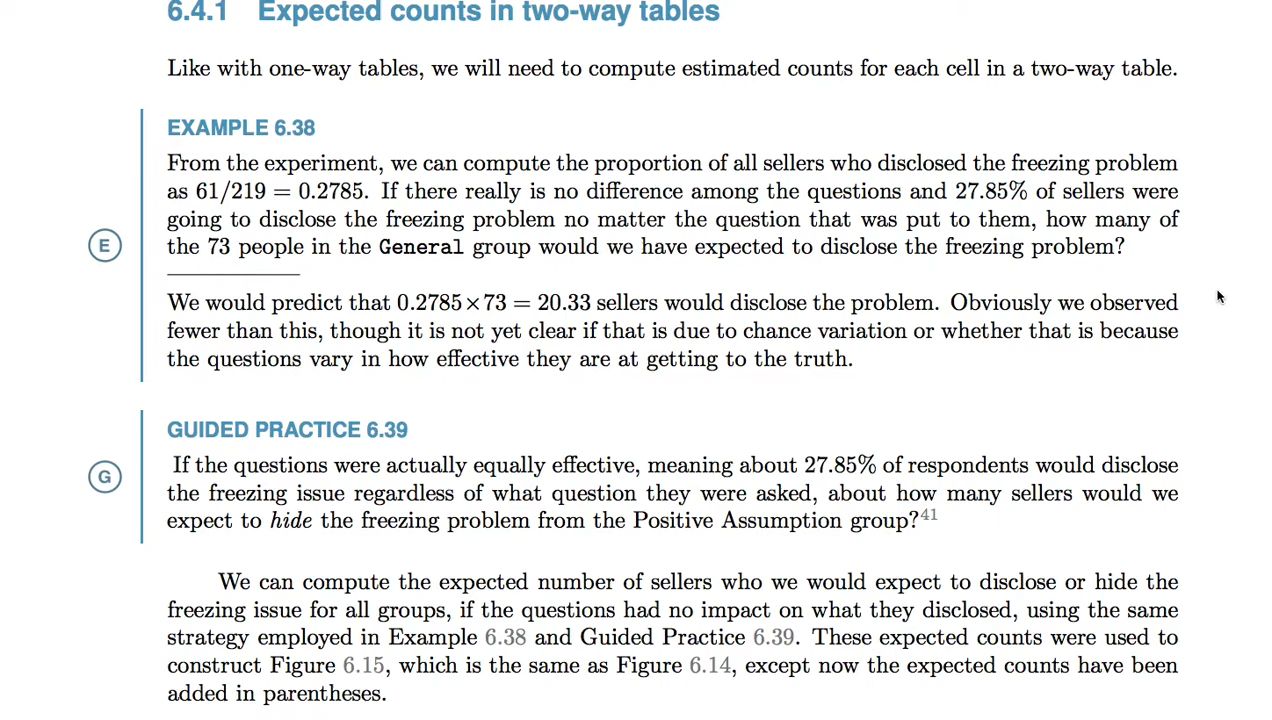 6.4.1 Expected counts in two-way tables
Like with one-way tables, we will need to compute estimated counts for each cell in a two-way table.
EXAMPLE 6.38
From the experiment, we can compute the proportion of all sellers who disclosed the freezing problem
as 61/219 = 0.2785. If there really is no difference among the questions and 27.85% of sellers were
going to disclose the freezing problem no matter the question that was put to them, how many of
E
the 73 people in the General group would we have expected to disclose the freezing problem?
We would predict that 0.2785×73 = 20.33 sellers would disclose the problem. Obviously we observed
fewer than this, though it is not yet clear if that is due to chance variation or whether that is because
the questions vary in how effective they are at getting to the truth.
GUIDED PRACTICE 6.39
If the questions were actually equally effective, meaning about 27.85% of respondents would disclose
G
the freezing issue regardless of what question they were asked, about how many sellers would we
expect to hide the freezing problem from the Positive Assumption group?41
We can compute the expected number of sellers who we would expect to disclose or hide the
freezing issue for all groups, if the questions had no impact on what they disclosed, using the same
strategy employed in Example 6.38 and Guided Practice 6.39. These expected counts were used to
construct Figure 6.15, which is the same as Figure 6.14, except now the expected counts have been
added in parentheses.